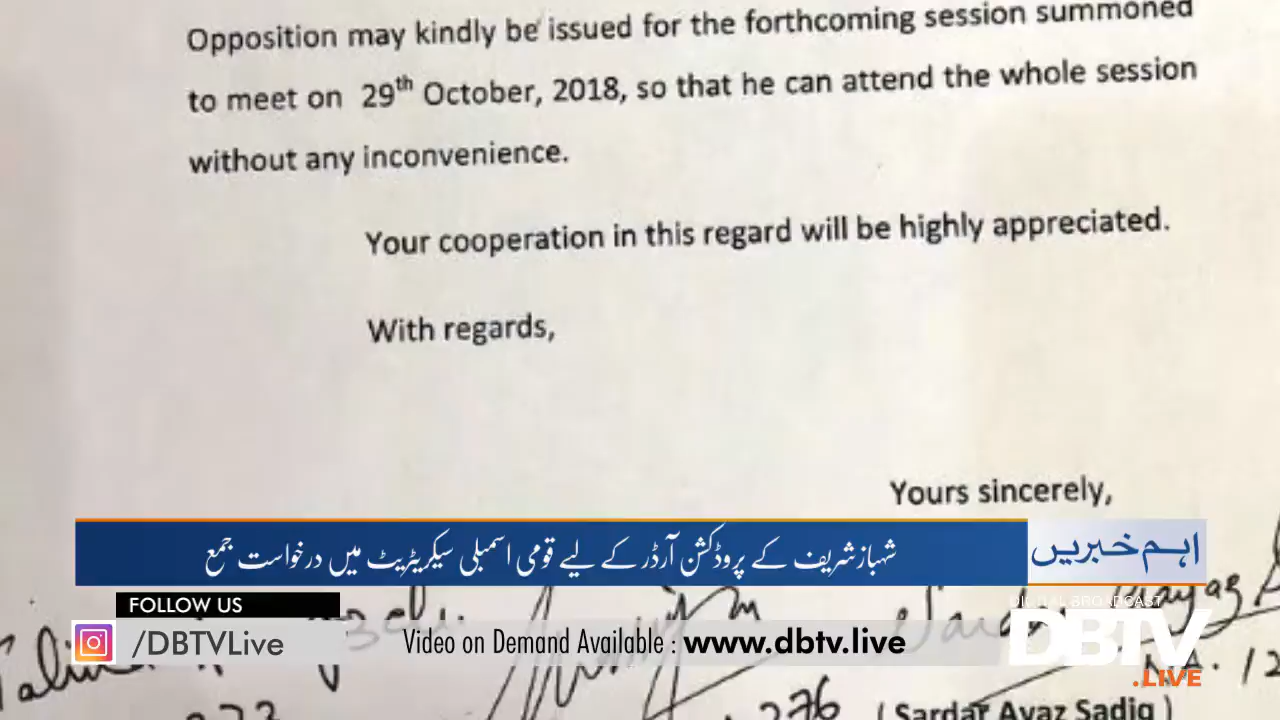 Opposition may kindly be issued for the forthcoming session summoned
to meet on 29th October, 2018, so that he can attend the whole session
without any inconvenience.
Your cooperation in this regard will be highly appreciated.
With regards,
Yours sincerely,
اہم خبریں
شہباز شریف کے پروڈکشن آرڈر کے لیے قومی اسمبلی سیکریٹریٹ میں درخواست جمع
FOLLOW US
/DBTVLive
Video on Demand Available : www.dbtv.live
DIGITAL BROADCAST
DBTV
.LIVE
276
(Sardar Ayaz Sadiq)